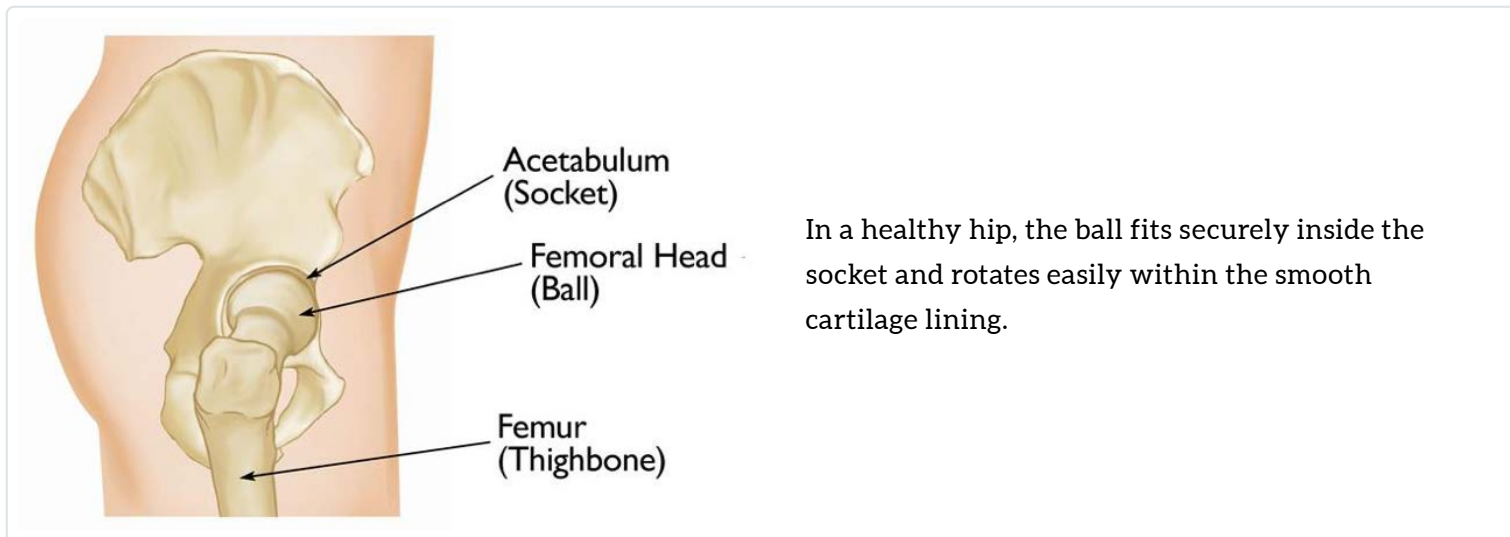 Acetabulum
(Socket)
Femoral Head
(Ball)
Femur
(Thighbone)
In a healthy hip, the ball fits securely inside the
socket and rotates easily within the smooth
cartilage lining.